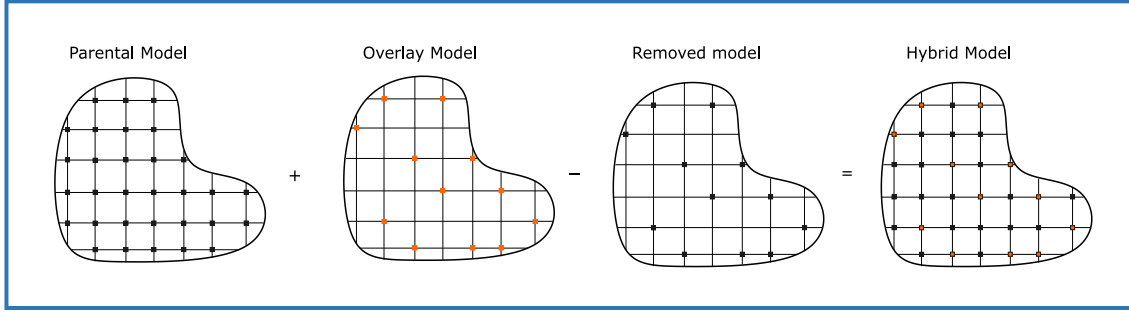 Parental Model
Overlay Model
Removed model
Hybrid Model
+
−
=